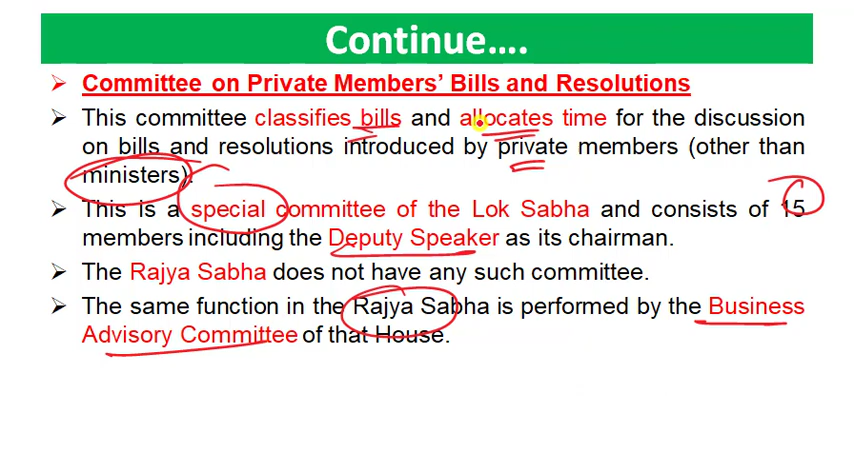 Continue....
➢ Committee on Private Members' Bills and Resolutions
➢ This committee classifies bills and allocates time for the discussion
on bills and resolutions introduced by private members (other than
ministers).
➢ This is a special committee of the Lok Sabha and consists of 15
members including the Deputy Speaker as its chairman.
➢ The Rajya Sabha does not have any such committee.
➢ The same function in the Rajya Sabha is performed by the Business
Advisory Committee of that House.